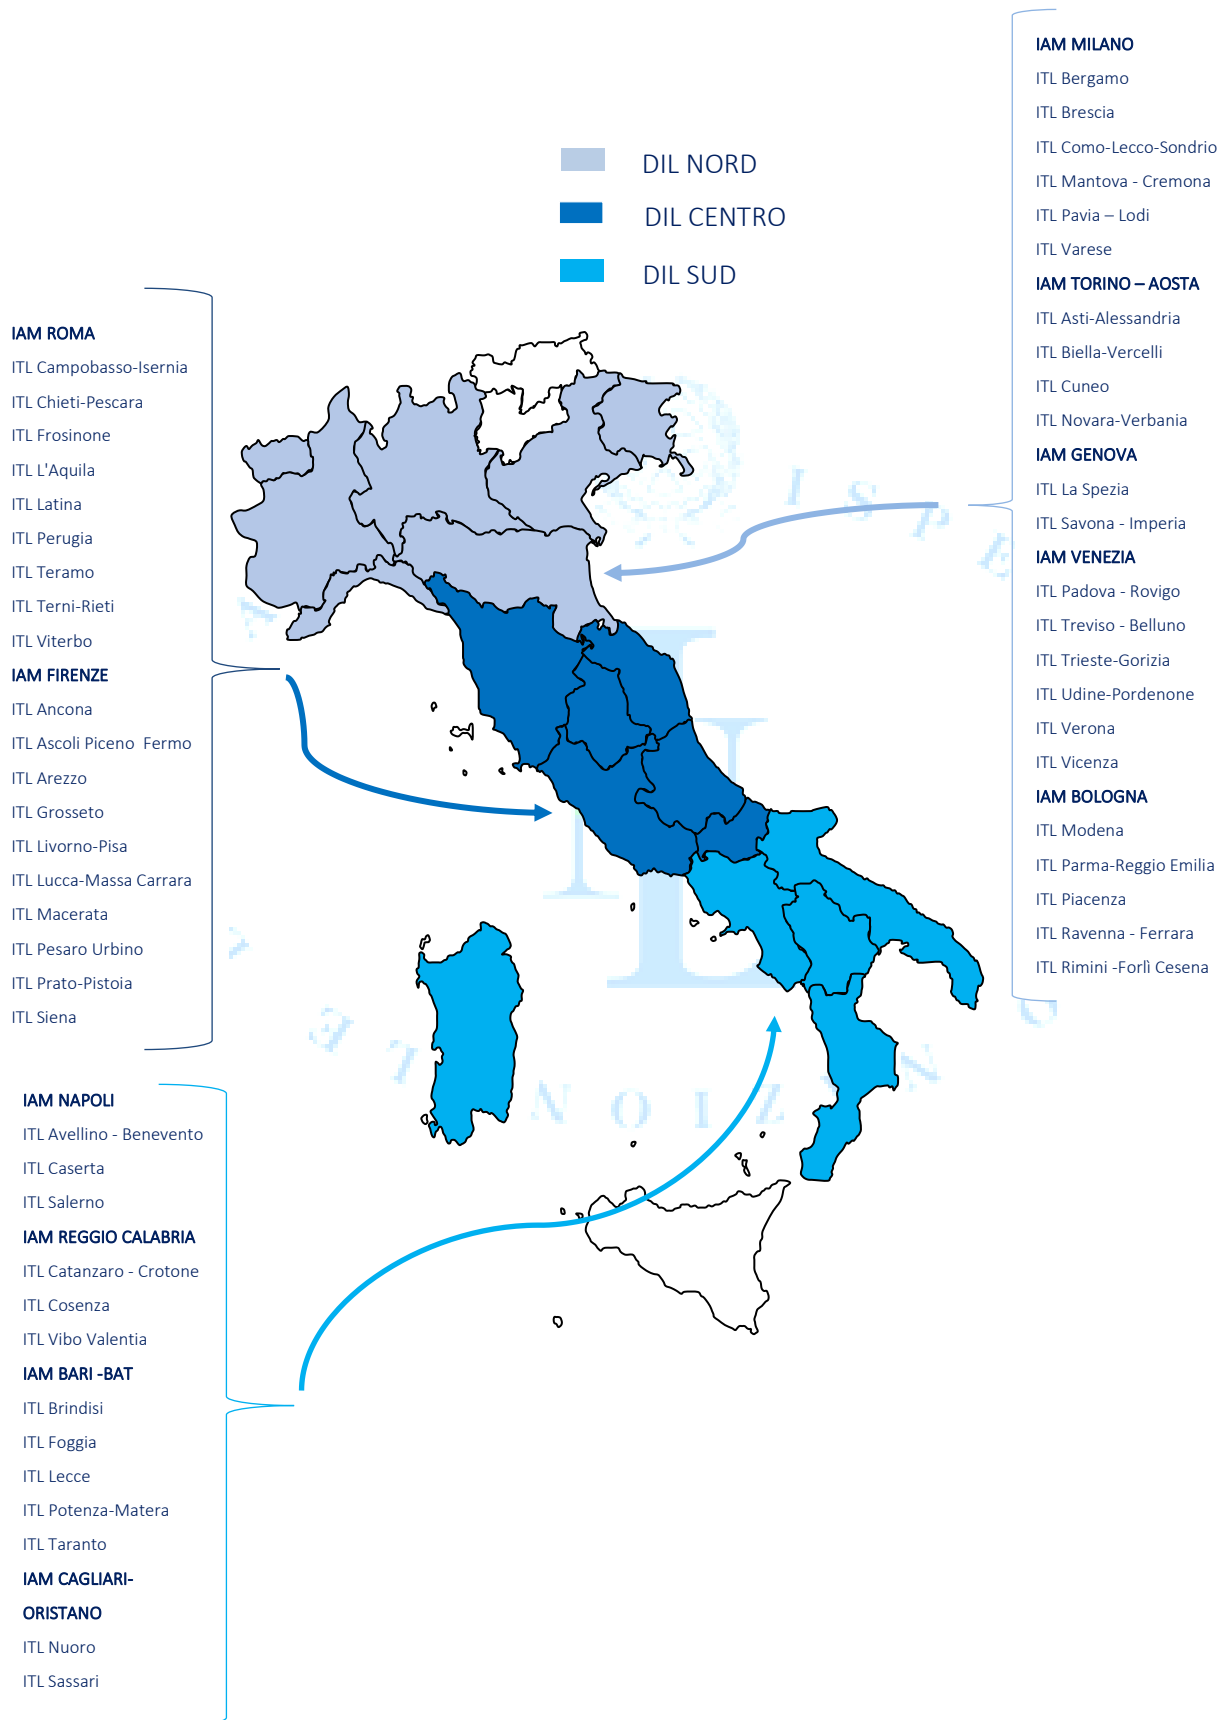 DIL NORD
DIL CENTRO
DIL SUD
IAM MILANO
ITL Bergamo
ITL Brescia
ITL Como-Lecco-Sondrio
ITL Mantova - Cremona
ITL Pavia – Lodi
ITL Varese
IAM TORINO – AOSTA
ITL Asti-Alessandria
ITL Biella-Vercelli
ITL Cuneo
ITL Novara-Verbania
IAM GENOVA
ITL La Spezia
ITL Savona - Imperia
IAM VENEZIA
ITL Padova - Rovigo
ITL Treviso - Belluno
ITL Trieste-Gorizia
ITL Udine-Pordenone
ITL Verona
ITL Vicenza
IAM BOLOGNA
ITL Modena
ITL Parma-Reggio Emilia
ITL Piacenza
ITL Ravenna - Ferrara
ITL Rimini -Forlì Cesena
IAM ROMA
ITL Campobasso-Isernia
ITL Chieti-Pescara
ITL Frosinone
ITL L'Aquila
ITL Latina
ITL Perugia
ITL Teramo
ITL Terni-Rieti
ITL Viterbo
IAM FIRENZE
ITL Ancona
ITL Ascoli Piceno  Fermo
ITL Arezzo
ITL Grosseto
ITL Livorno-Pisa
ITL Lucca-Massa Carrara
ITL Macerata
ITL Pesaro Urbino
ITL Prato-Pistoia
ITL Siena
IAM NAPOLI
ITL Avellino - Benevento
ITL Caserta
ITL Salerno
IAM REGGIO CALABRIA
ITL Catanzaro - Crotone
ITL Cosenza
ITL Vibo Valentia
IAM BARI -BAT
ITL Brindisi
ITL Foggia
ITL Lecce
ITL Potenza-Matera
ITL Taranto
IAM CAGLIARI-
ORISTANO
ITL Nuoro
ITL Sassari